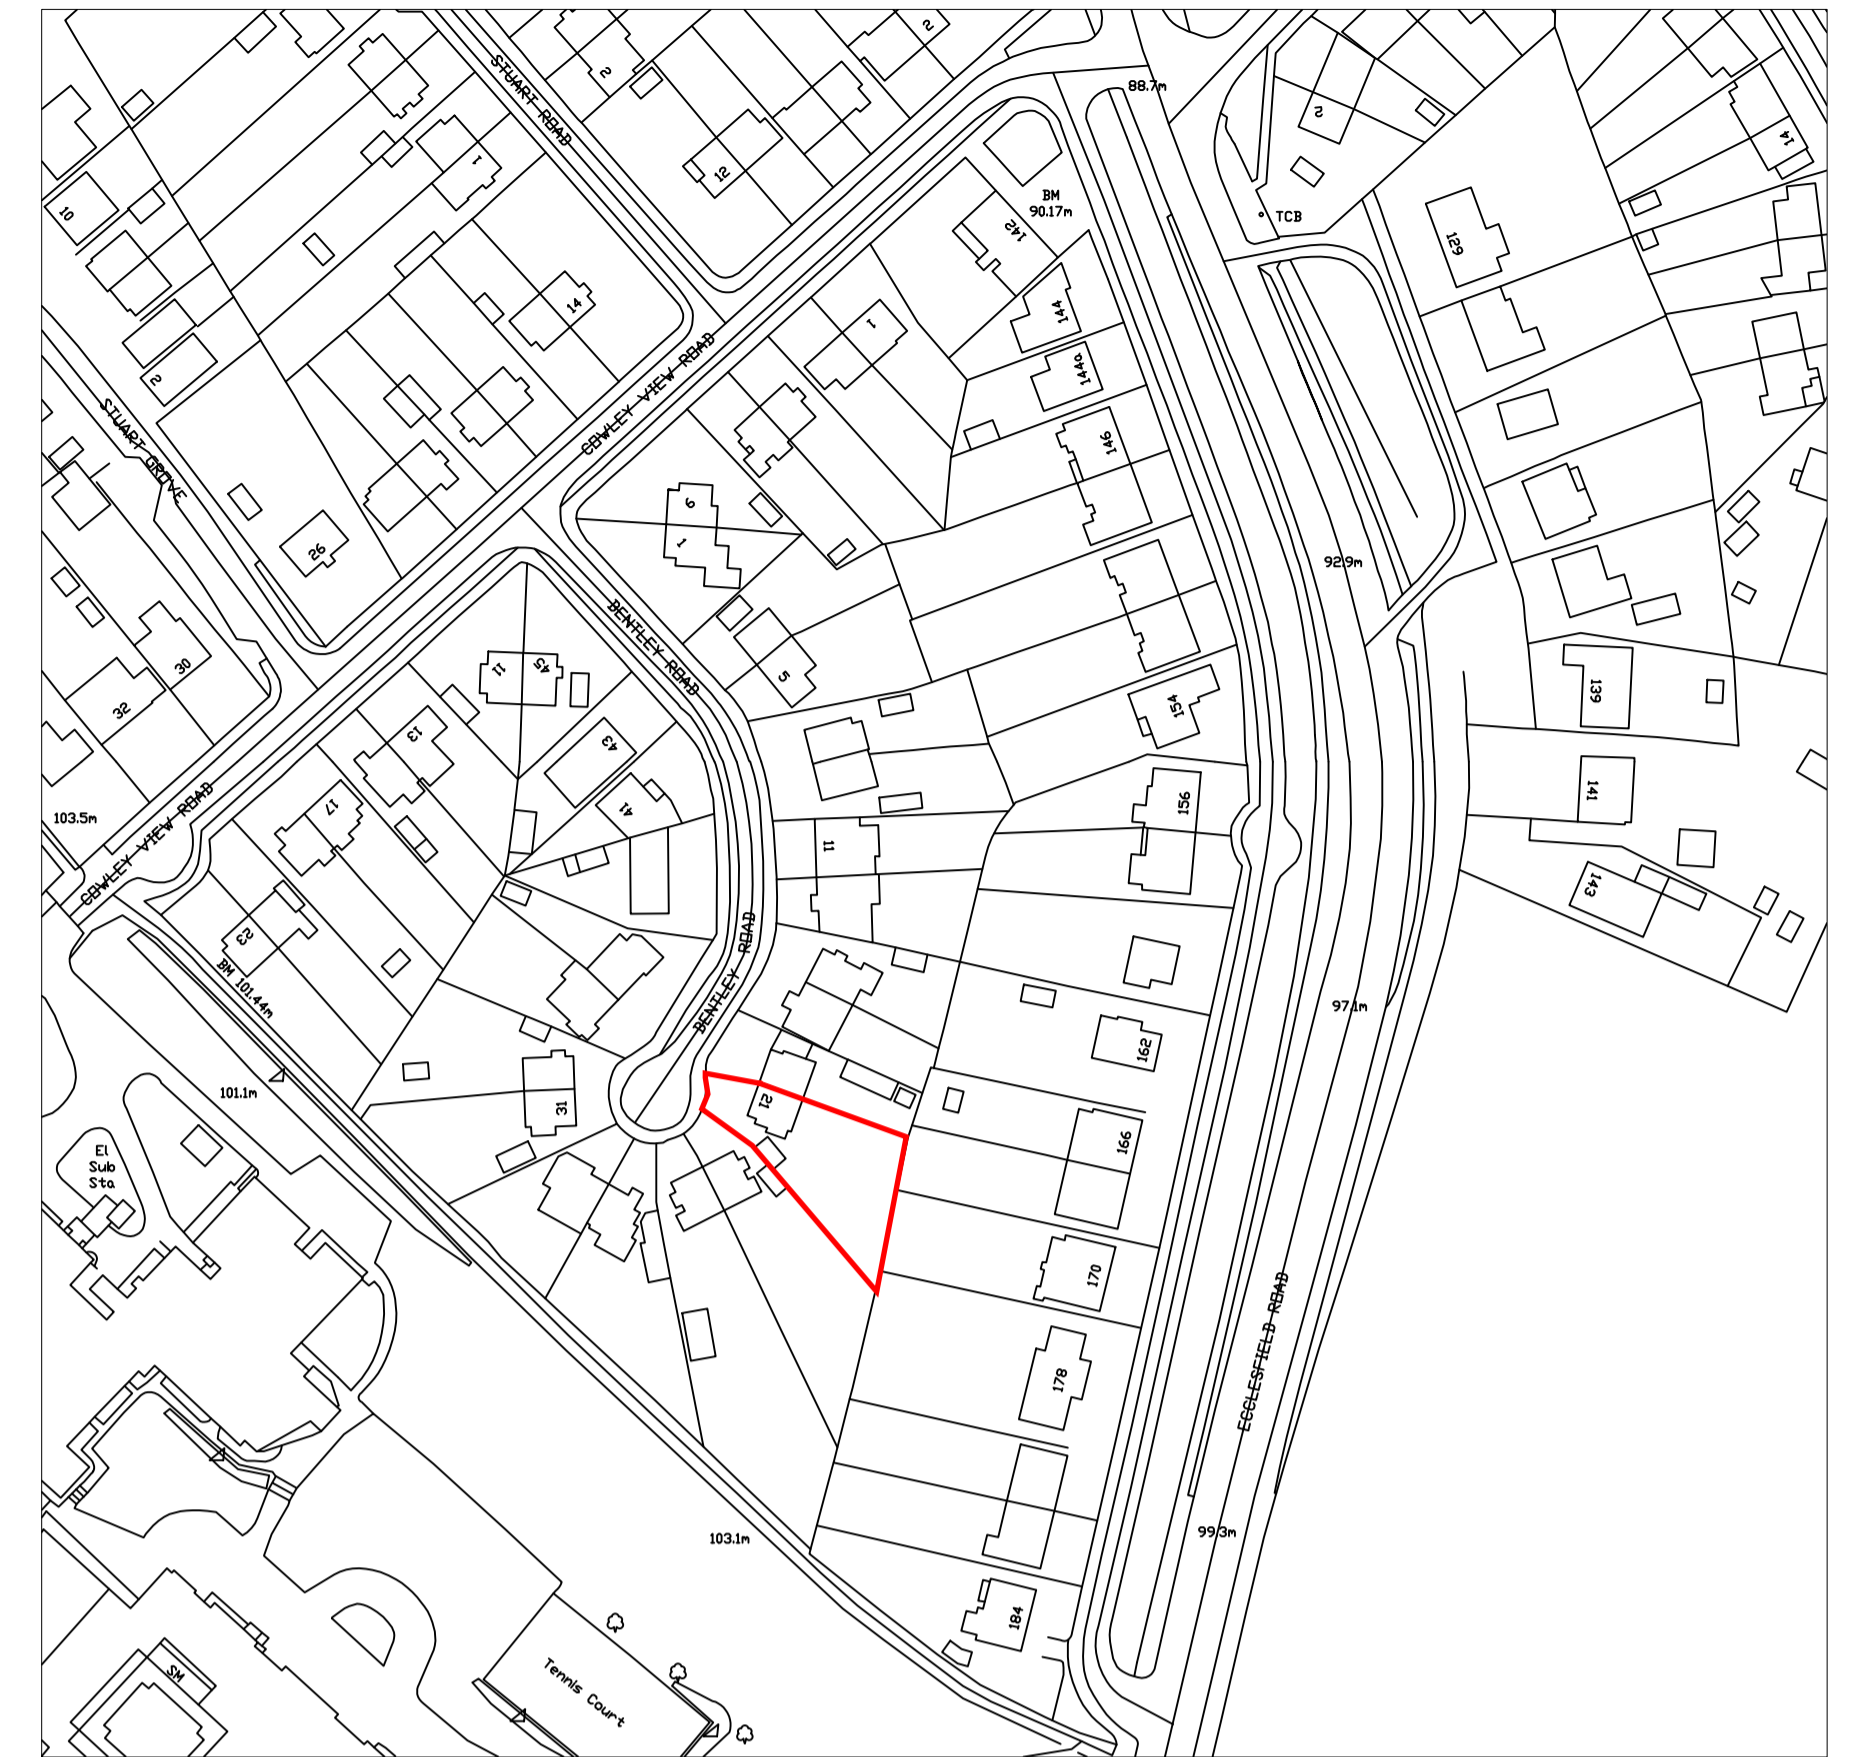 STUART ROAD
2
2
88.7m
2
14
1
12
10
BM
90.17m
142
TCB
129
14
144
1
COWLEY VIEW ROAD
144a
2
STUART GROVE
146
6
1
26
92.9m
BENTLEY ROAD
30
11
45
5
32
154
139
13
43
141
COWLEY VIEW ROAD
17
41
156
103.5m
11
143
23
BM 101.44m
BENTLEY ROAD
97.1m
162
101.1m
21
31
166
El
Sub
Sta
170
ECCLESFIELD ROAD
178
99.3m
103.1m
184
SM
Tennis Court